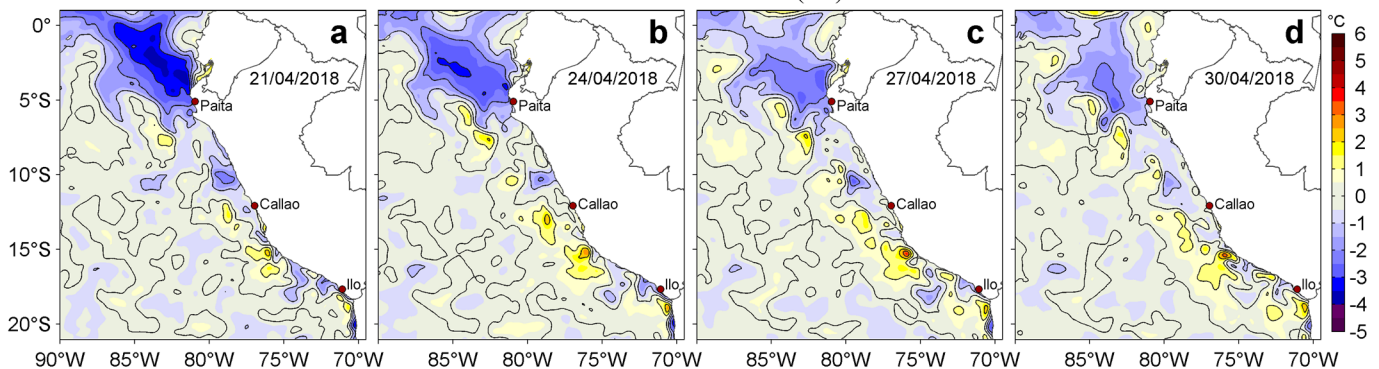 a b c d °C
21/04/2018 24/04/2018 27/04/2018 30/04/2018
0° 6
5
4
5°S Paita Paita Paita Paita 3
2
1
10°S 0
Callao Callao Callao Callao -1
15°S -2
-3
Ilo Ilo Ilo Ilo -4
20°S -5
90°W 85°W 80°W 75°W 70°W 85°W 80°W 75°W 70°W 85°W 80°W 75°W 70°W 85°W 80°W 75°W 70°W